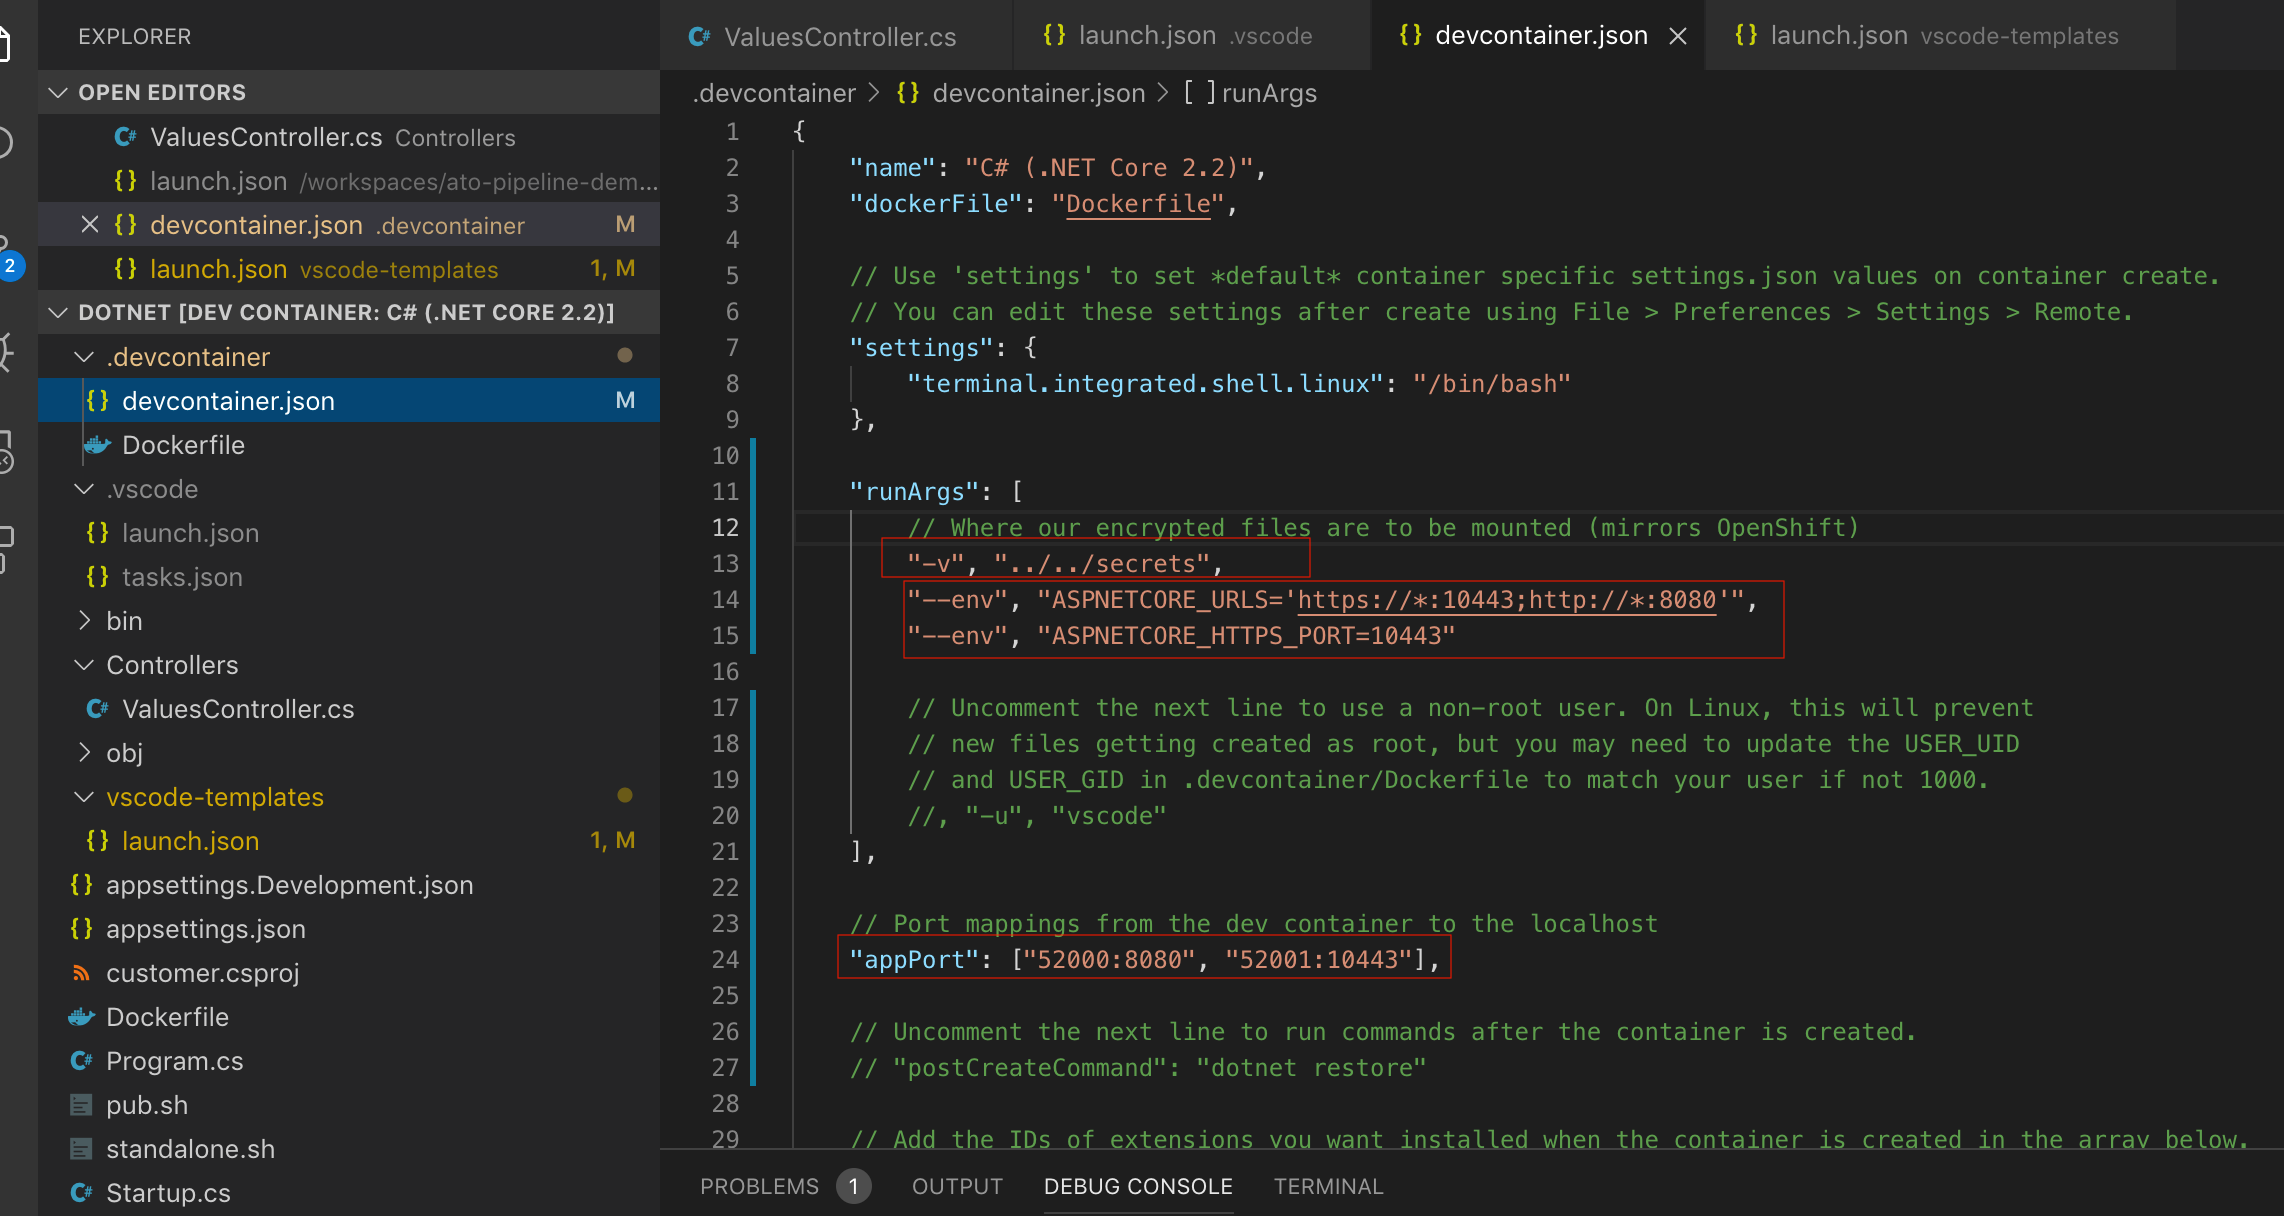 EXPLORER
OPEN EDITORS
ValuesController.cs Controllers
launch.json /workspaces/ato-pipeline-dem...
devcontainer.json .devcontainer M
launch.json vscode-templates 1, M
2
DOTNET [DEV CONTAINER: C# (.NET CORE 2.2)]
.devcontainer
devcontainer.json M
Dockerfile
.vscode
launch.json
tasks.json
bin
Controllers
ValuesController.cs
obj
vscode-templates
launch.json 1, M
appsettings.Development.json
appsettings.json
customer.csproj
Dockerfile
Program.cs
pub.sh
standalone.sh
Startup.cs
ValuesController.cs launch.json .vscode devcontainer.json launch.json vscode-templates
.devcontainer > {} devcontainer.json > [ ] runArgs
1 {
2 "name": "C# (.NET Core 2.2)",
3 "dockerFile": "Dockerfile",
4
5 // Use 'settings' to set *default* container specific settings.json values on container create.
6 // You can edit these settings after create using File > Preferences > Settings > Remote.
7 "settings": {
8 "terminal.integrated.shell.linux": "/bin/bash"
9 },
10
11 "runArgs": [
12 // Where our encrypted files are to be mounted (mirrors OpenShift)
13 "-v", "../../secrets",
14 "--env", "ASPNETCORE_URLS='https://*:10443;http://*:8080'",
15 "--env", "ASPNETCORE_HTTPS_PORT=10443"
16
17 // Uncomment the next line to use a non-root user. On Linux, this will prevent
18 // new files getting created as root, but you may need to update the USER_UID
19 // and USER_GID in .devcontainer/Dockerfile to match your user if not 1000.
20 //, "-u", "vscode"
21 ],
22
23 // Port mappings from the dev container to the localhost
24 "appPort": ["52000:8080", "52001:10443"],
25
26 // Uncomment the next line to run commands after the container is created.
27 // "postCreateCommand": "dotnet restore"
28
29 // Add the IDs of extensions you want installed when the container is created in the array below.
PROBLEMS 1 OUTPUT DEBUG CONSOLE TERMINAL